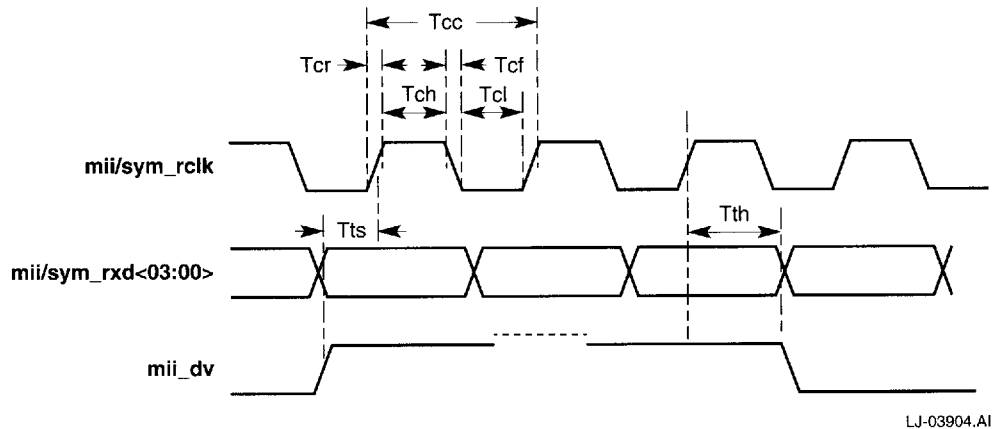 Tcc
Tcr
Tcf
Tch
Tcl
mii/sym_rclk
Tts
Tth
mii/sym_rxd<03:00>
mii_dv
LJ-03904.AI